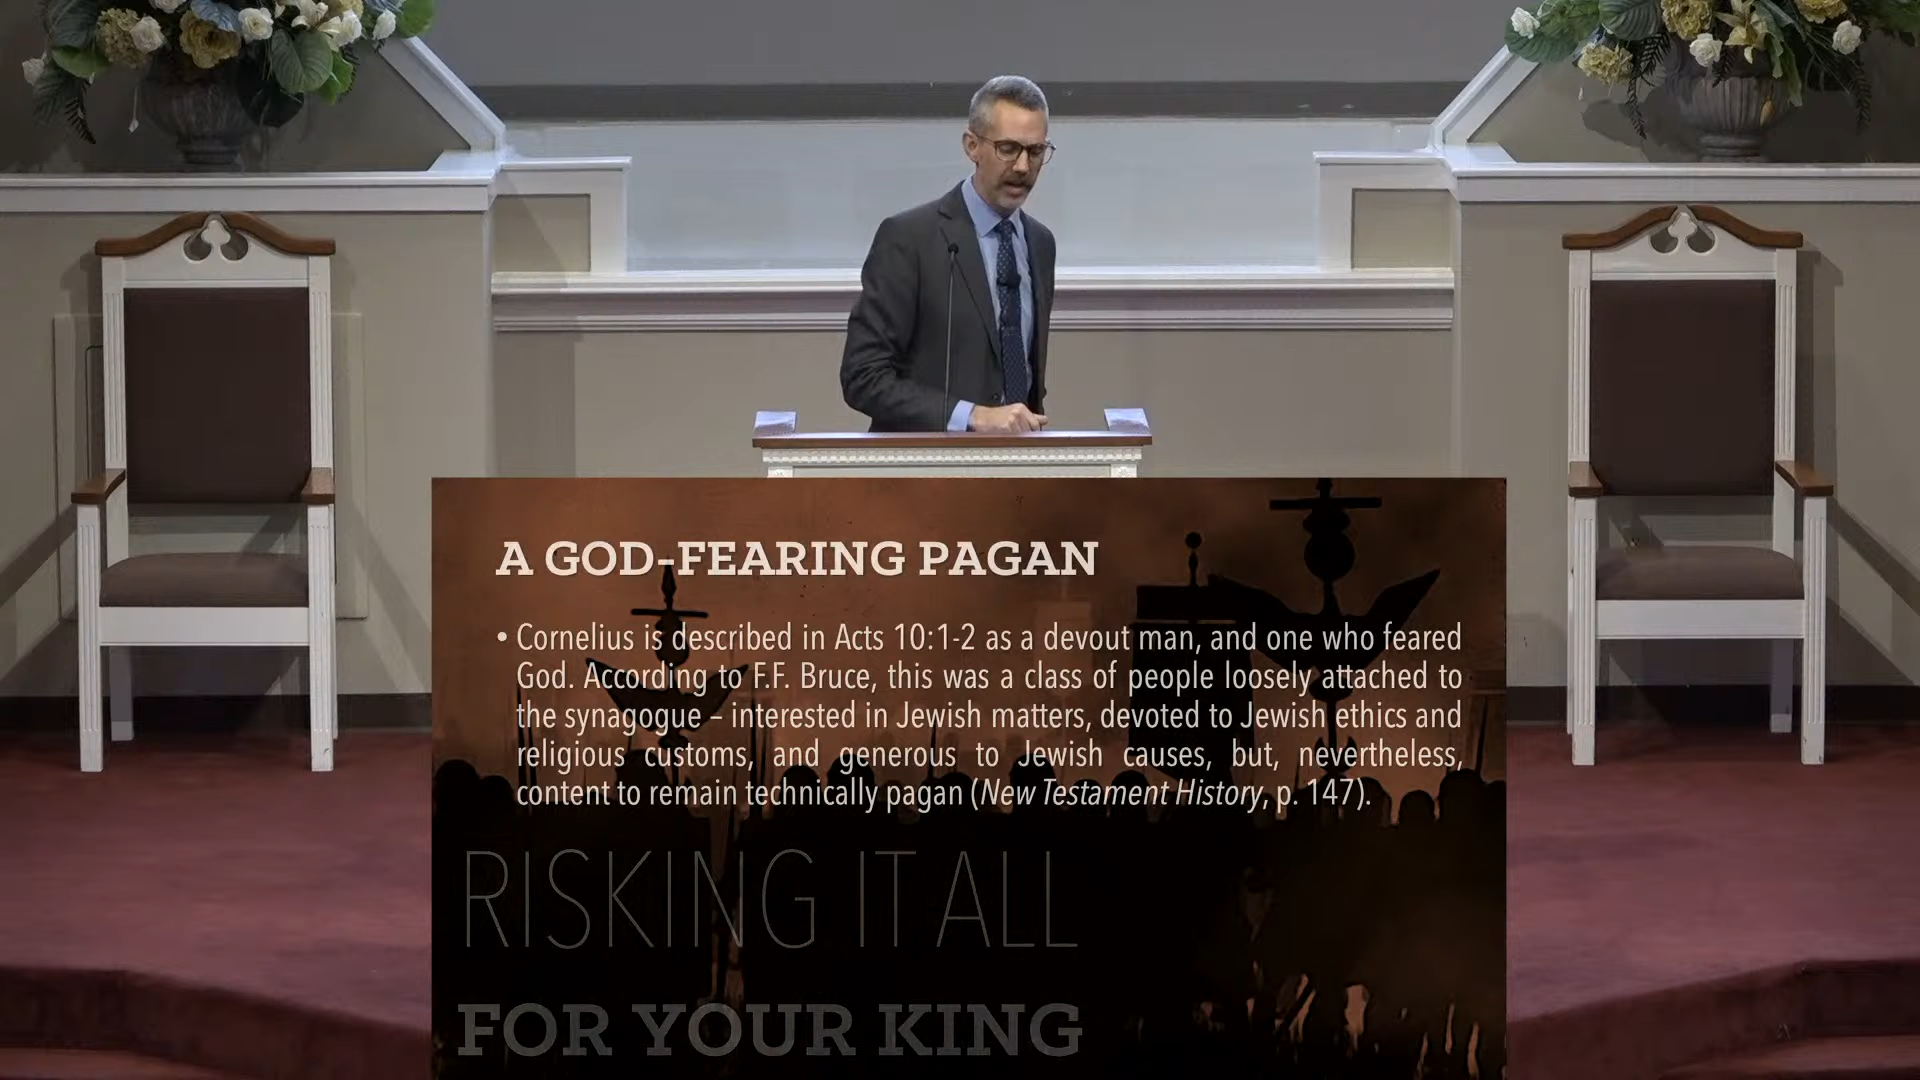 A GOD-FEARING PAGAN
• Cornelius is described in Acts 10:1-2 as a devout man, and one who feared
God. According to F.F. Bruce, this was a class of people loosely attached to
the synagogue – interested in Jewish matters, devoted to Jewish ethics and
religious customs, and generous to Jewish causes, but, nevertheless,
content to remain technically pagan (New Testament History, p. 147).
RISKING IT ALL
FOR YOUR KING